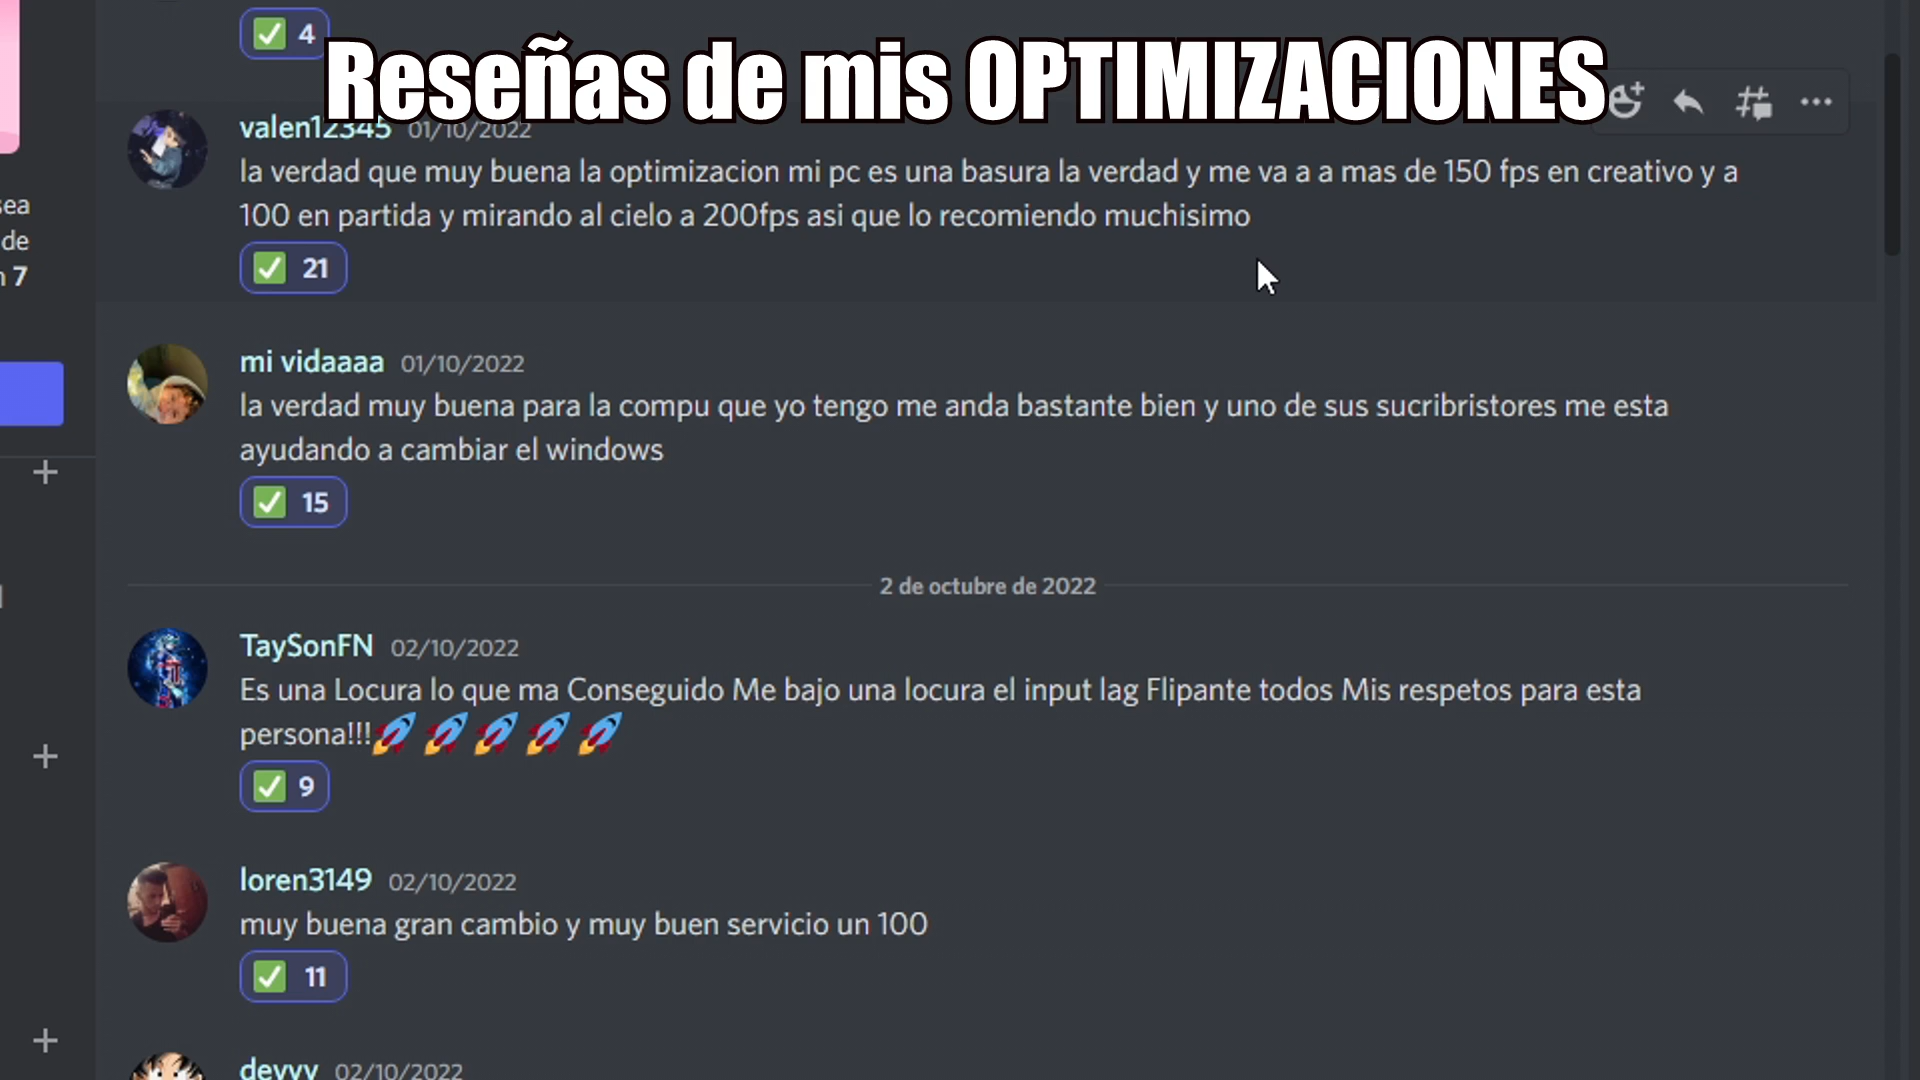 4
Reseñas de mis OPTIMIZACIONES
valen12345 01/10/2022
la verdad que muy buena la optimizacion mi pc es una basura la verdad y me va a a mas de 150 fps en creativo y a
100 en partida y mirando al cielo a 200fps asi que lo recomiendo muchisimo
21
sea
de
7
mi vidaaaa 01/10/2022
la verdad muy buena para la compu que yo tengo me anda bastante bien y uno de sus sucribristores me esta
ayudando a cambiar el windows
15
2 de octubre de 2022
TaySonFN 02/10/2022
Es una Locura lo que ma Conseguido Me bajo una locura el input lag Flipante todos Mis respetos para esta
persona!!!🚀🚀🚀🚀🚀
9
loren3149 02/10/2022
muy buena gran cambio y muy buen servicio un 100
11
devvv 02/10/2022